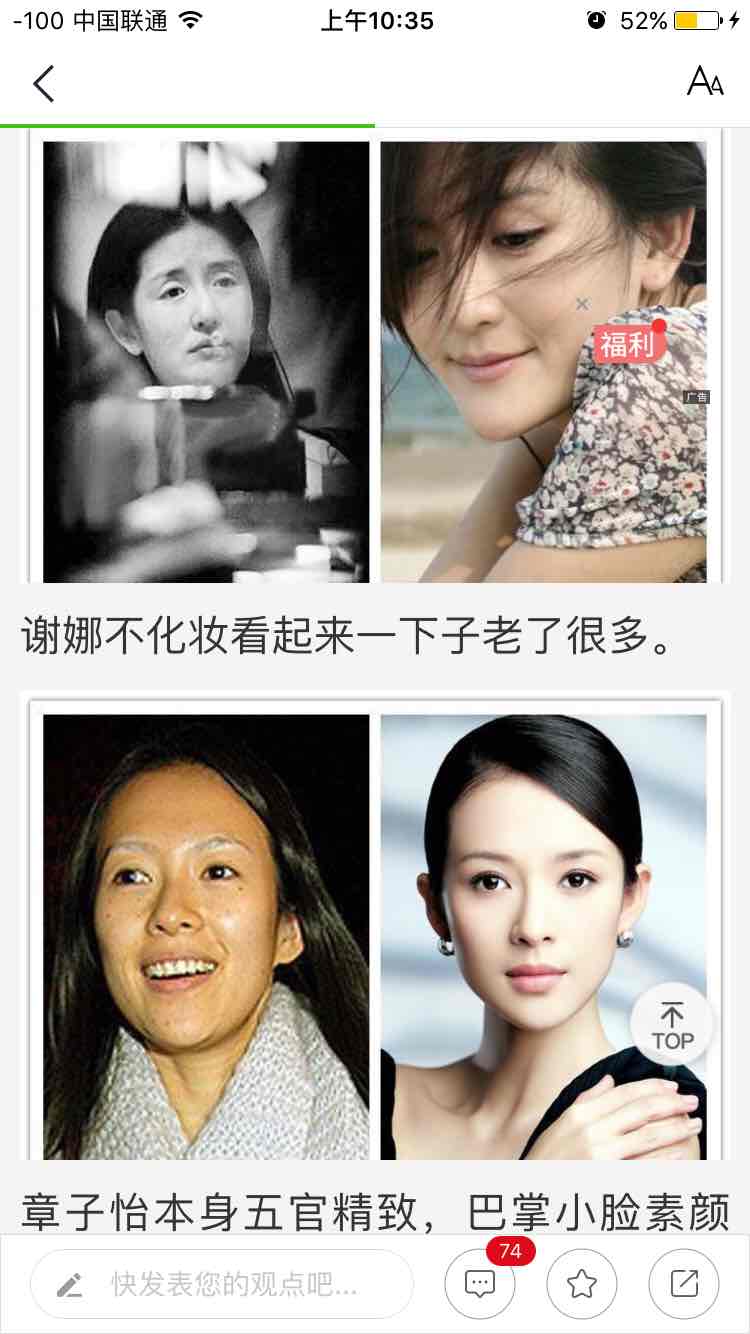 -100 中国联通 上午10:35 52%
AA
福利
广告
谢娜不化妆看起来一下子老了很多。
TOP
章子怡本身五官精致，巴掌小脸素颜
74
快发表您的观点吧...